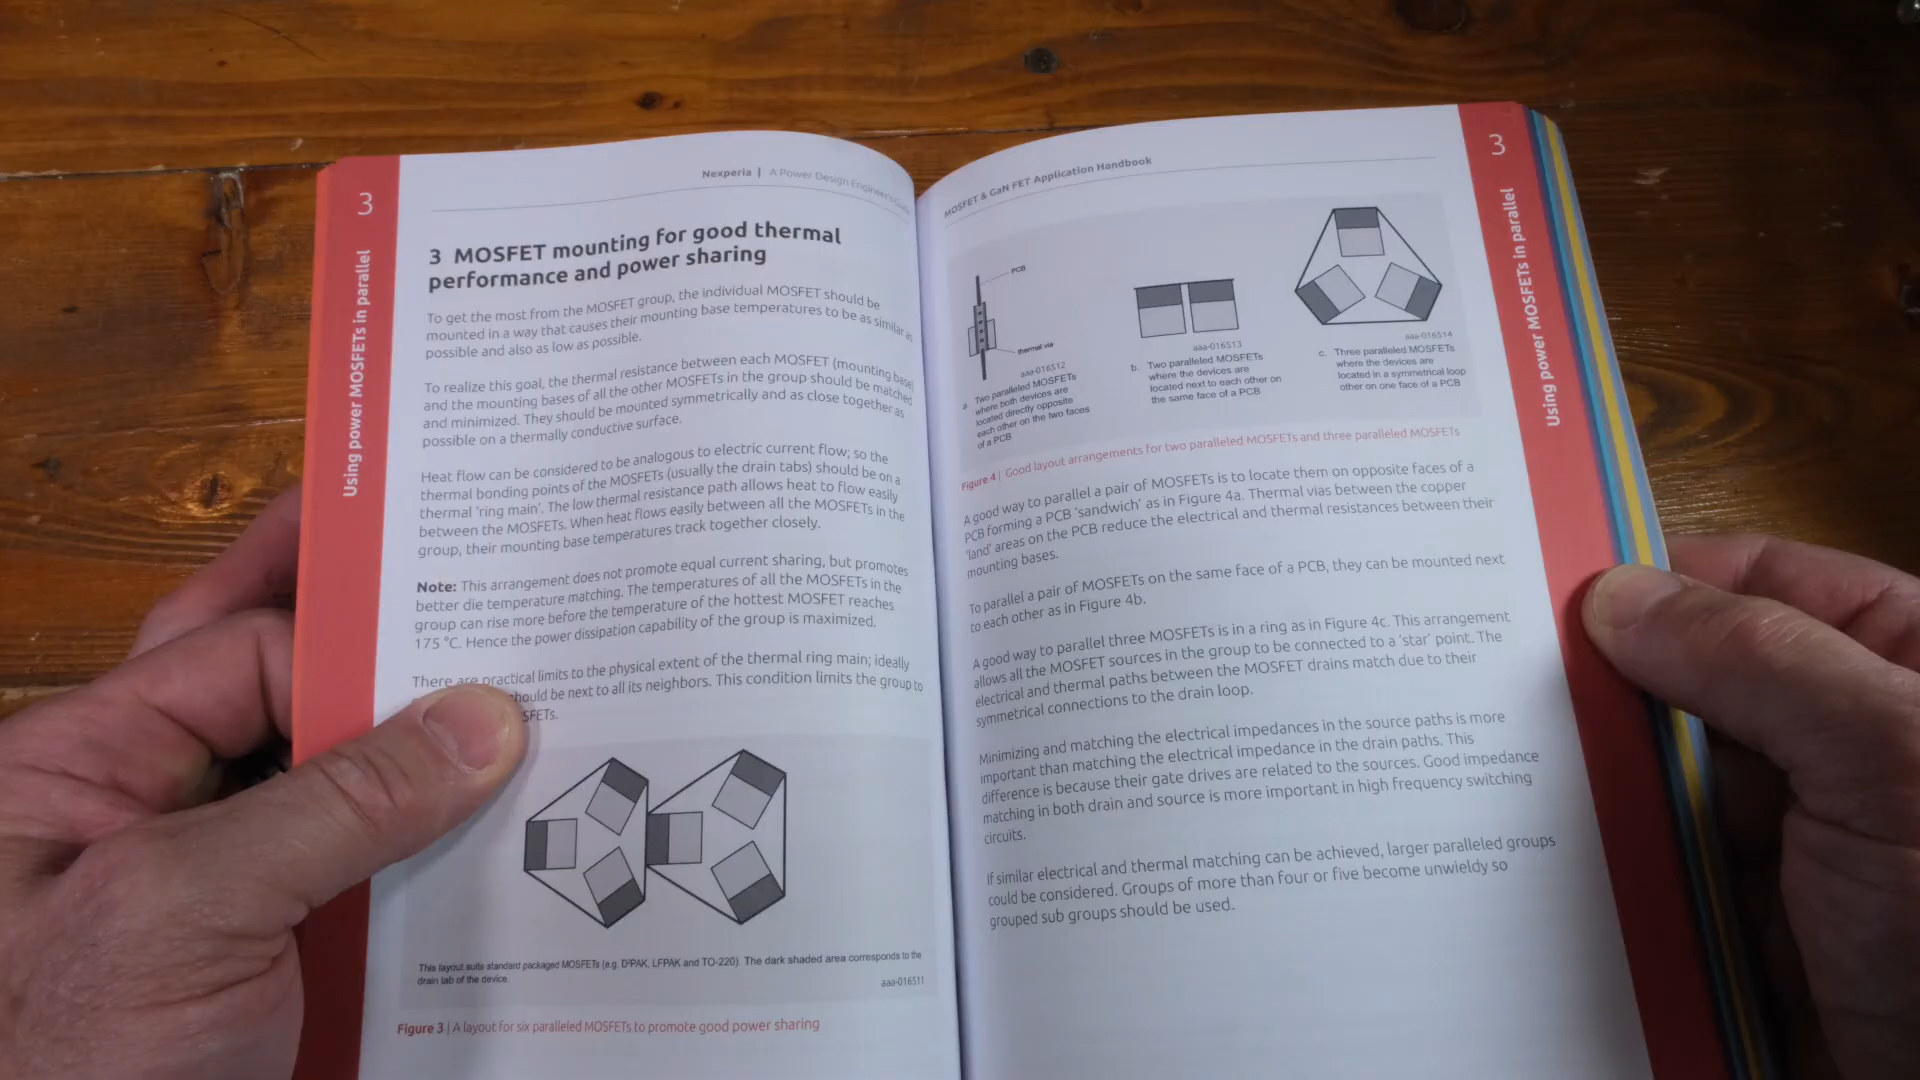 3
Using power MOSFETs in parallel
Nexperia | A Power Design Engineer's Guide
3 MOSFET mounting for good thermal
performance and power sharing
To get the most from the MOSFET group, the individual MOSFET should be
mounted in a way that causes their mounting base temperatures to be as similar as
possible and also as low as possible.
To realize this goal, the thermal resistance between each MOSFET (mounting base)
and the mounting bases of all the other MOSFETs in the group should be matched
and minimized. They should be mounted symmetrically and as close together as
possible on a thermally conductive surface.
Heat flow can be considered to be analogous to electric current flow; so the
thermal bonding points of the MOSFETs (usually the drain tabs) should be on a
thermal 'ring main'. The low thermal resistance path allows heat to flow easily
between the MOSFETs. When heat flows easily between all the MOSFETs in the
group, their mounting base temperatures track together closely.
Note: This arrangement does not promote equal current sharing, but promotes
better die temperature matching. The temperatures of all the MOSFETs in the
group can rise more before the temperature of the hottest MOSFET reaches
175 °C. Hence the power dissipation capability of the group is maximized.
There are practical limits to the physical extent of the thermal ring main; ideally
should be next to all its neighbors. This condition limits the group to
SFETs.
This layout suits standard packaged MOSFETs (e.g. D²PAK, LFPAK and TO-220). The dark shaded area corresponds to the
drain tab of the device.
aaa-016511
Figure 3 | A layout for six paralleled MOSFETs to promote good power sharing
MOSFET & GaN FET Application Handbook
PCB
thermal via
aaa-016512
a. Two paralleled MOSFETs
where both devices are
located directly opposite
each other on the two faces
of a PCB
aaa-016513
b. Two paralleled MOSFETs
where the devices are
located next to each other on
the same face of a PCB
aaa-016514
c. Three paralleled MOSFETs
where the devices are
located in a symmetrical loop
other on one face of a PCB
Figure 4 | Good layout arrangements for two paralleled MOSFETs and three paralleled MOSFETs
A good way to parallel a pair of MOSFETs is to locate them on opposite faces of a
PCB forming a PCB 'sandwich' as in Figure 4a. Thermal vias between the copper
'land' areas on the PCB reduce the electrical and thermal resistances between their
mounting bases.
To parallel a pair of MOSFETs on the same face of a PCB, they can be mounted next
to each other as in Figure 4b.
A good way to parallel three MOSFETs is in a ring as in Figure 4c. This arrangement
allows all the MOSFET sources in the group to be connected to a 'star' point. The
electrical and thermal paths between the MOSFET drains match due to their
symmetrical connections to the drain loop.
Minimizing and matching the electrical impedances in the source paths is more
important than matching the electrical impedance in the drain paths. This
difference is because their gate drives are related to the sources. Good impedance
matching in both drain and source is more important in high frequency switching
circuits.
If similar electrical and thermal matching can be achieved, larger paralleled groups
could be considered. Groups of more than four or five become unwieldy so
grouped sub groups should be used.
3
Using power MOSFETs in parallel